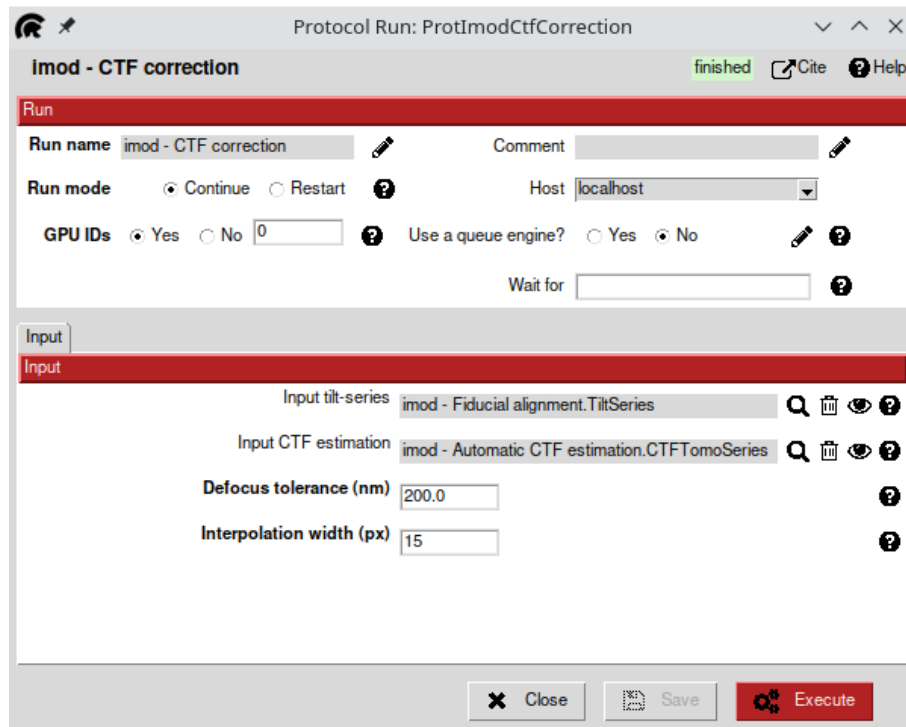 Protocol Run: ProtImodCtfCorrection
imod - CTF correction finished Cite Help
Run
Run name imod - CTF correction Comment
Run mode Continue Restart Host localhost
GPU IDs Yes No 0 Use a queue engine? Yes No
Wait for
Input
Input
Input tilt-series imod - Fiducial alignment.TiltSeries
Input CTF estimation imod - Automatic CTF estimation.CTFTomoSeries
Defocus tolerance (nm) 200.0
Interpolation width (px) 15
Close Save Execute